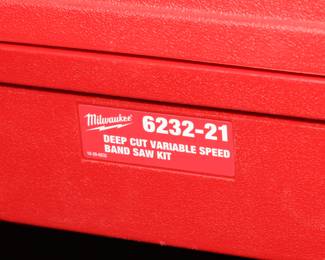 Milwaukee 6232-21
DEEP CUT VARIABLE SPEED
BAND SAW KIT